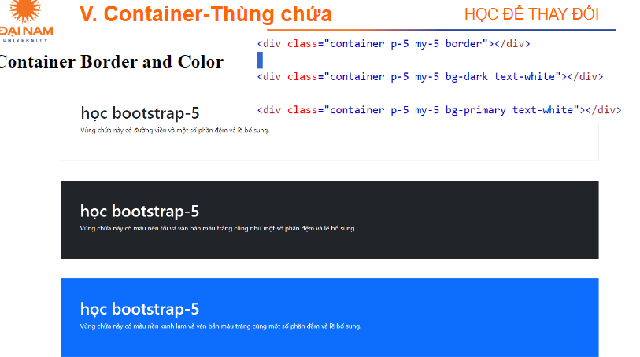 V. Container-Thùng chứa
HỌC ĐỂ THAY ĐỔI
ĐAI NAM
UNIVERSITY
<div class="container p-5 my-5 border"></div>
Container Border and Color
<div class="container p-5 my-5 bg-dark text-white"></div>
<div class="container p-5 my-5 bg-primary text-white"></div>
học bootstrap-5
Vùng chứa này có đường viền và một số phần đệm và lề bổ sung.
học bootstrap-5
Vùng chứa này có màu nền tối và văn bản màu trắng cũng như một số phần đệm và lề bổ sung.
học bootstrap-5
Vùng chứa này có màu nền xanh lam và văn bản màu trắng cùng một số phần đệm và lề bổ sung.